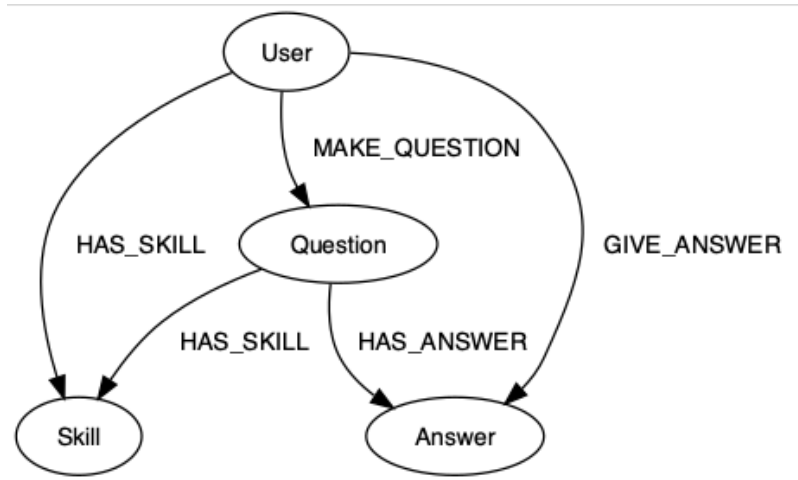 User
MAKE_QUESTION
HAS_SKILL
Question
GIVE_ANSWER
HAS_SKILL
HAS_ANSWER
Skill
Answer